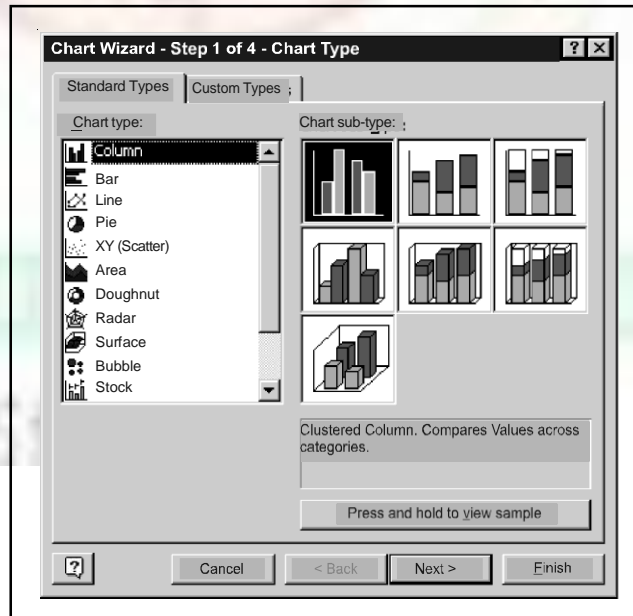 Chart Wizard - Step 1 of 4 - Chart Type
Standard Types
Custom Types
Chart type:
Column
Bar
Line
Pie
XY (Scatter)
Area
Doughnut
Radar
Surface
Bubble
Stock
Chart sub-type:
Clustered Column. Compares Values across
categories.
Press and hold to view sample
Cancel
< Back
Next >
Finish